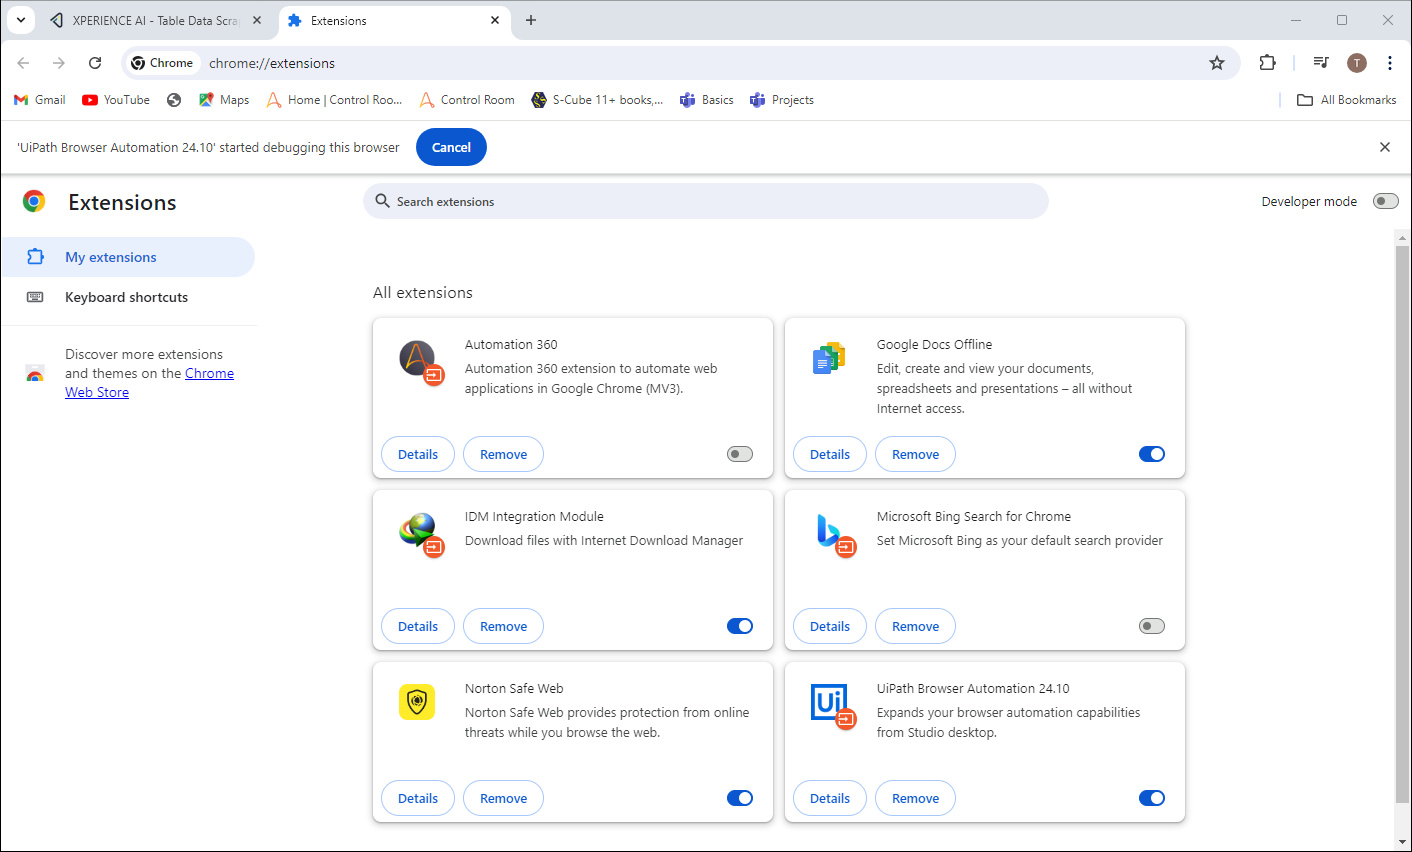 XPERIENCE AI - Table Data Scra
Extensions
Chrome
chrome://extensions
T
Gmail
YouTube
Maps
Home | Control Roo...
Control Room
S-Cube 11+ books,...
Basics
Projects
All Bookmarks
'UiPath Browser Automation 24.10' started debugging this browser
Cancel
Extensions
Search extensions
Developer mode
My extensions
Keyboard shortcuts
Discover more extensions
and themes on the Chrome
Web Store
All extensions
Automation 360
Automation 360 extension to automate web
applications in Google Chrome (MV3).
Details
Remove
Google Docs Offline
Edit, create and view your documents,
spreadsheets and presentations – all without
Internet access.
Details
Remove
IDM Integration Module
Download files with Internet Download Manager
Details
Remove
Microsoft Bing Search for Chrome
Set Microsoft Bing as your default search provider
Details
Remove
Norton Safe Web
Norton Safe Web provides protection from online
threats while you browse the web.
Details
Remove
Ui
UiPath Browser Automation 24.10
Expands your browser automation capabilities
from Studio desktop.
Details
Remove